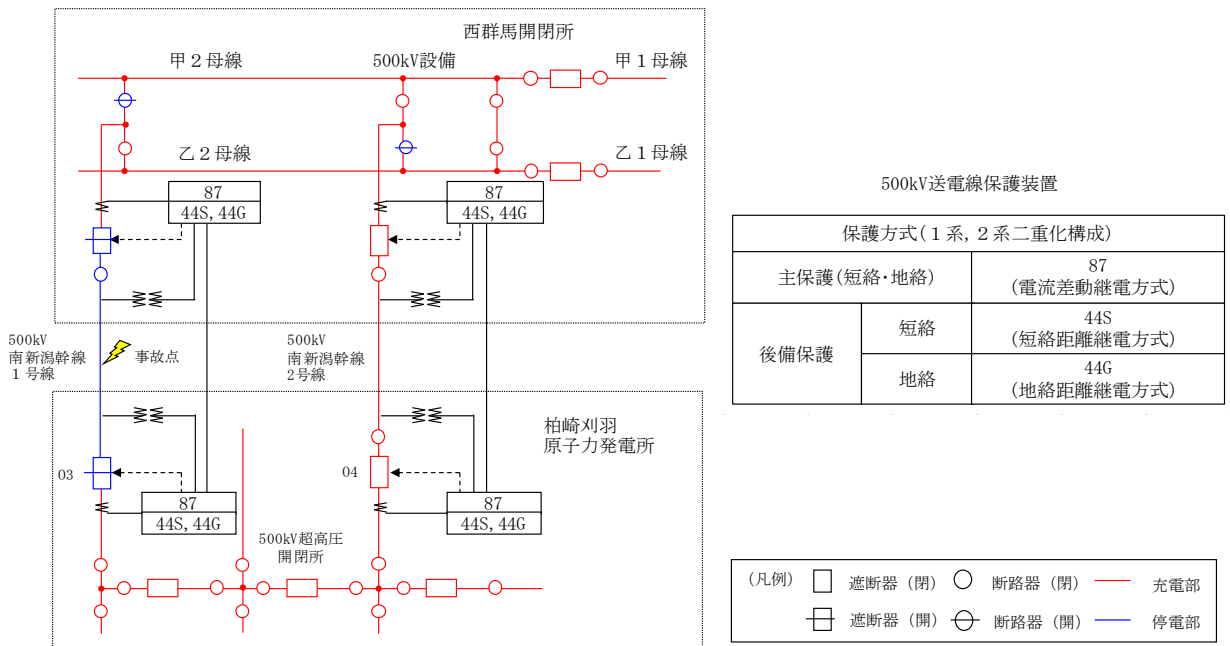 西群馬開閉所
甲2母線
500kV設備
甲1母線
乙2母線
乙1母線
87
44S, 44G
87
44S, 44G
500kV
南新潟幹線
1号線
事故点
500kV
南新潟幹線
2号線
柏崎刈羽
原子力発電所
03
04
87
44S, 44G
87
44S, 44G
500kV超高圧
開閉所
500kV送電線保護装置
保護方式(1系, 2系二重化構成)
主保護(短絡・地絡)
87
(電流差動継電方式)
後備保護
短絡
44S
(短絡距離継電方式)
地絡
44G
(地絡距離継電方式)
(凡例)
遮断器 (閉)
断路器 (閉)
充電部
遮断器 (開)
断路器 (開)
停電部